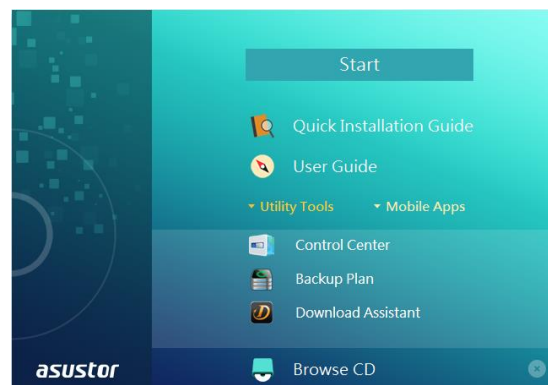 Start
Quick Installation Guide
User Guide
Utility Tools Mobile Apps
Control Center
Backup Plan
Download Assistant
asustor Browse CD